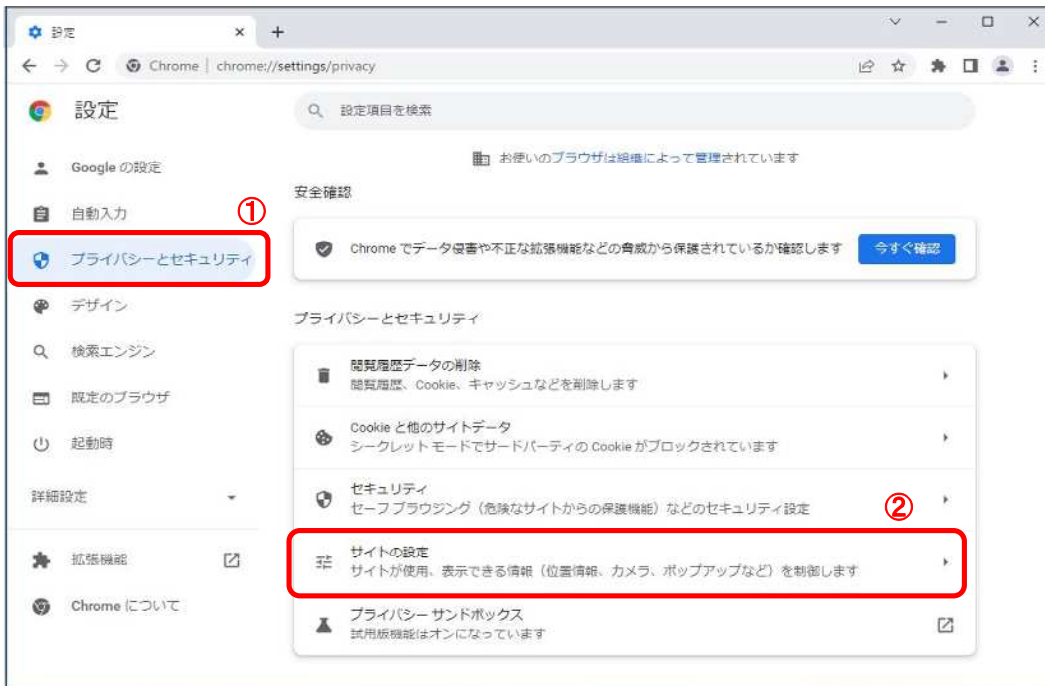 設定
Chrome | chrome://settings/privacy
設定
設定項目を検索
お使いのブラウザは組織によって管理されています
Google の設定
自動入力
①
プライバシーとセキュリティ
デザイン
検索エンジン
既定のブラウザ
起動時
詳細設定
拡張機能
Chrome について
安全確認
Chrome でデータ侵害や不正な拡張機能などの脅威から保護されているか確認します
今すぐ確認
プライバシーとセキュリティ
閲覧履歴データの削除
閲覧履歴、Cookie、キャッシュなどを削除します
Cookie と他のサイトデータ
シークレット モードでサードパーティの Cookie がブロックされています
セキュリティ
セーフ ブラウジング（危険なサイトからの保護機能）などのセキュリティ設定
②
サイトの設定
サイトが使用、表示できる情報（位置情報、カメラ、ポップアップなど）を制御します
プライバシー サンドボックス
試用版機能はオンになっています